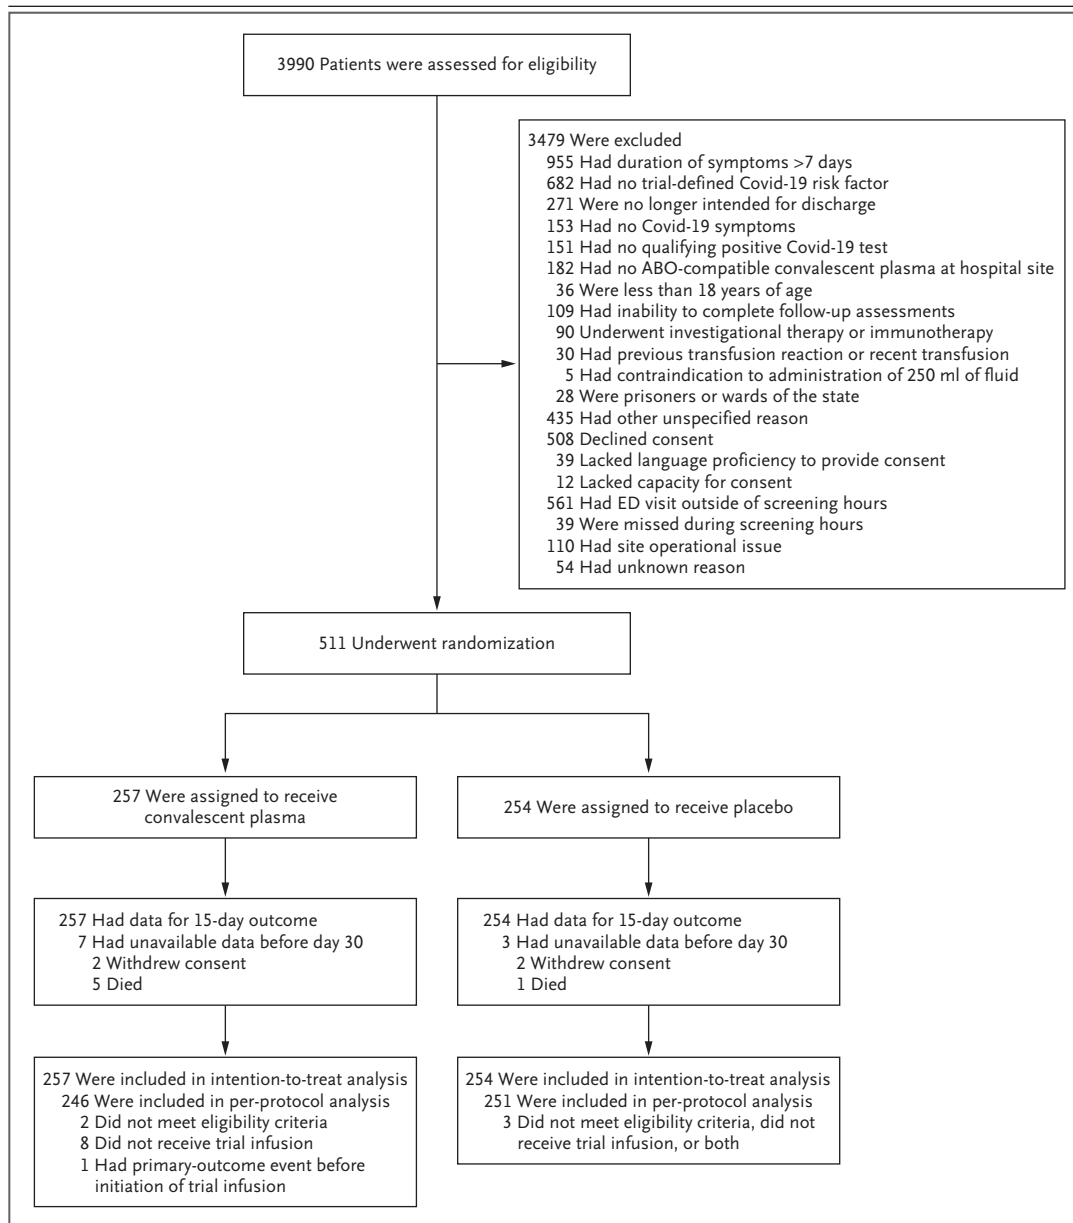 3990 Patients were assessed for eligibility
3479 Were excluded
955 Had duration of symptoms >7 days
682 Had no trial-defined Covid-19 risk factor
271 Were no longer intended for discharge
153 Had no Covid-19 symptoms
151 Had no qualifying positive Covid-19 test
182 Had no ABO-compatible convalescent plasma at hospital site
36 Were less than 18 years of age
109 Had inability to complete follow-up assessments
90 Underwent investigational therapy or immunotherapy
30 Had previous transfusion reaction or recent transfusion
5 Had contraindication to administration of 250 ml of fluid
28 Were prisoners or wards of the state
435 Had other unspecified reason
508 Declined consent
39 Lacked language proficiency to provide consent
12 Lacked capacity for consent
561 Had ED visit outside of screening hours
39 Were missed during screening hours
110 Had site operational issue
54 Had unknown reason
511 Underwent randomization
257 Were assigned to receive
convalescent plasma
254 Were assigned to receive placebo
257 Had data for 15-day outcome
7 Had unavailable data before day 30
2 Withdrew consent
5 Died
254 Had data for 15-day outcome
3 Had unavailable data before day 30
2 Withdrew consent
1 Died
257 Were included in intention-to-treat analysis
246 Were included in per-protocol analysis
2 Did not meet eligibility criteria
8 Did not receive trial infusion
1 Had primary-outcome event before
initiation of trial infusion
254 Were included in intention-to-treat analysis
251 Were included in per-protocol analysis
3 Did not meet eligibility criteria, did not
receive trial infusion, or both